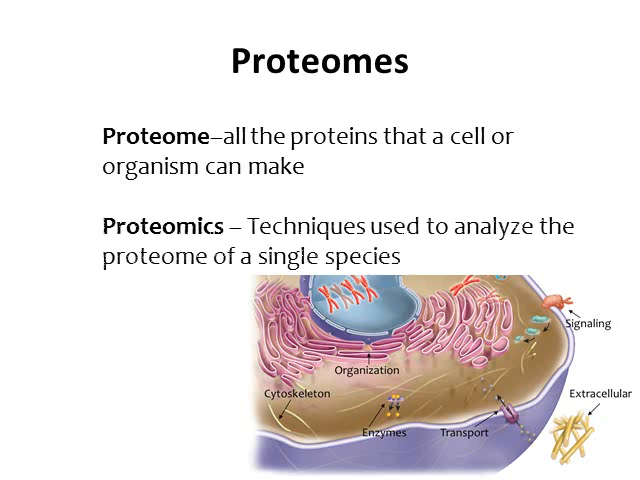 Proteomes
Proteome–all the proteins that a cell or
organism can make
Proteomics – Techniques used to analyze the
proteome of a single species
Signaling
Organization
Cytoskeleton
Extracellular
Enzymes
Transport